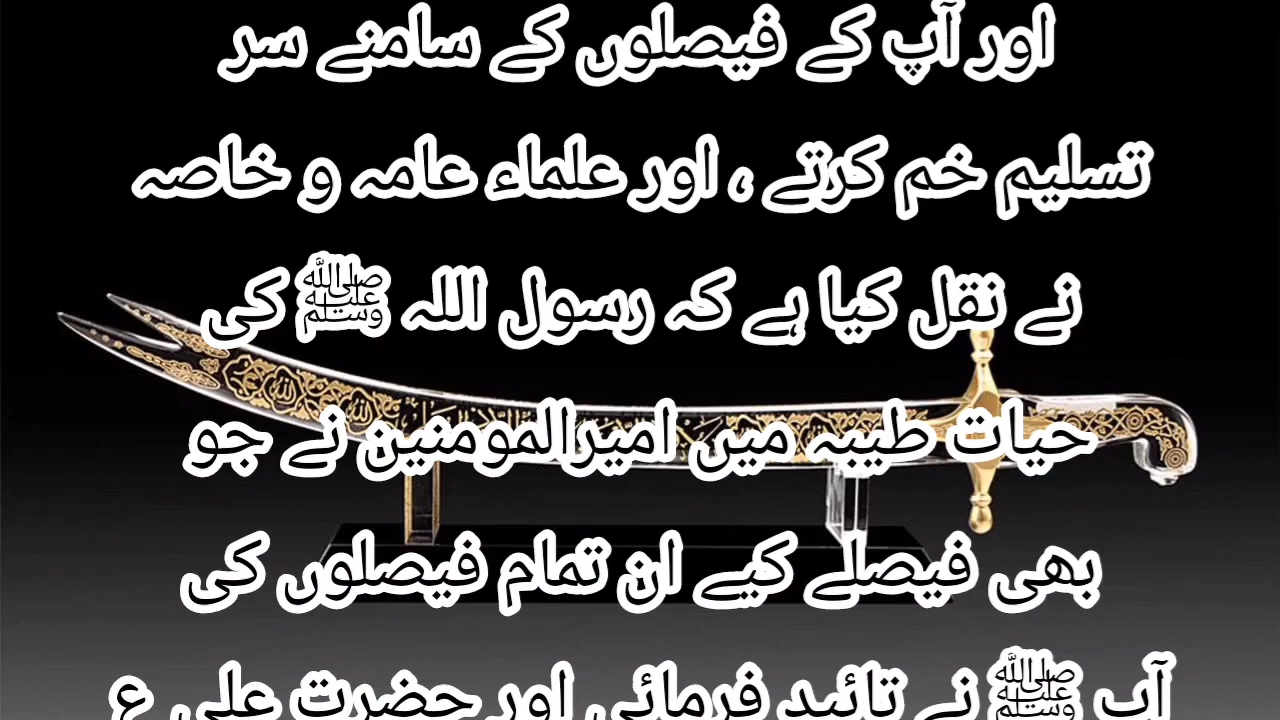 اور آپ کے فیصلوں کے سامنے سر
تسلیم خم کرتے ، اور علماء عامہ و خاصہ
نے نقل کیا ہے کہ رسول اللہ ﷺ کی
حیات طیبہ میں امیرالمومنین نے جو
بھی فیصلے کیے ان تمام فیصلوں کی
آپ ﷺ نے تائید فرمائی اور حضرت علی ع